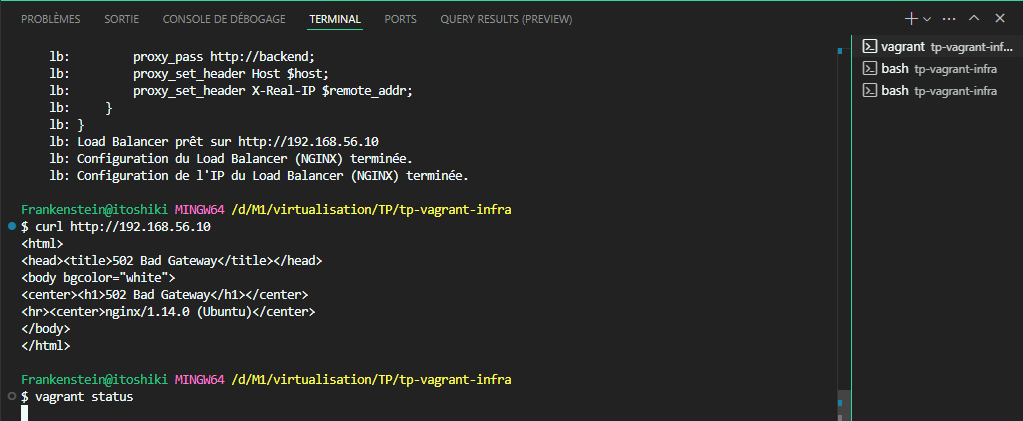 PROBLÈMES SORTIE CONSOLE DE DÉBOGAGE TERMINAL PORTS QUERY RESULTS (PREVIEW)
lb:         proxy_pass http://backend;
lb:         proxy_set_header Host $host;
lb:         proxy_set_header X-Real-IP $remote_addr;
lb:     }
lb: }
lb: Load Balancer prêt sur http://192.168.56.10
lb: Configuration du Load Balancer (NGINX) terminée.
lb: Configuration de l'IP du Load Balancer (NGINX) terminée.
Frankenstein@itoshiki MINGW64 /d/M1/virtualisation/TP/tp-vagrant-infra
$ curl http://192.168.56.10
<html>
<head><title>502 Bad Gateway</title></head>
<body bgcolor="white">
<center><h1>502 Bad Gateway</h1></center>
<hr><center>nginx/1.14.0 (Ubuntu)</center>
</body>
</html>
Frankenstein@itoshiki MINGW64 /d/M1/virtualisation/TP/tp-vagrant-infra
$ vagrant status
vagrant tp-vagrant-inf...
bash tp-vagrant-infra
bash tp-vagrant-infra